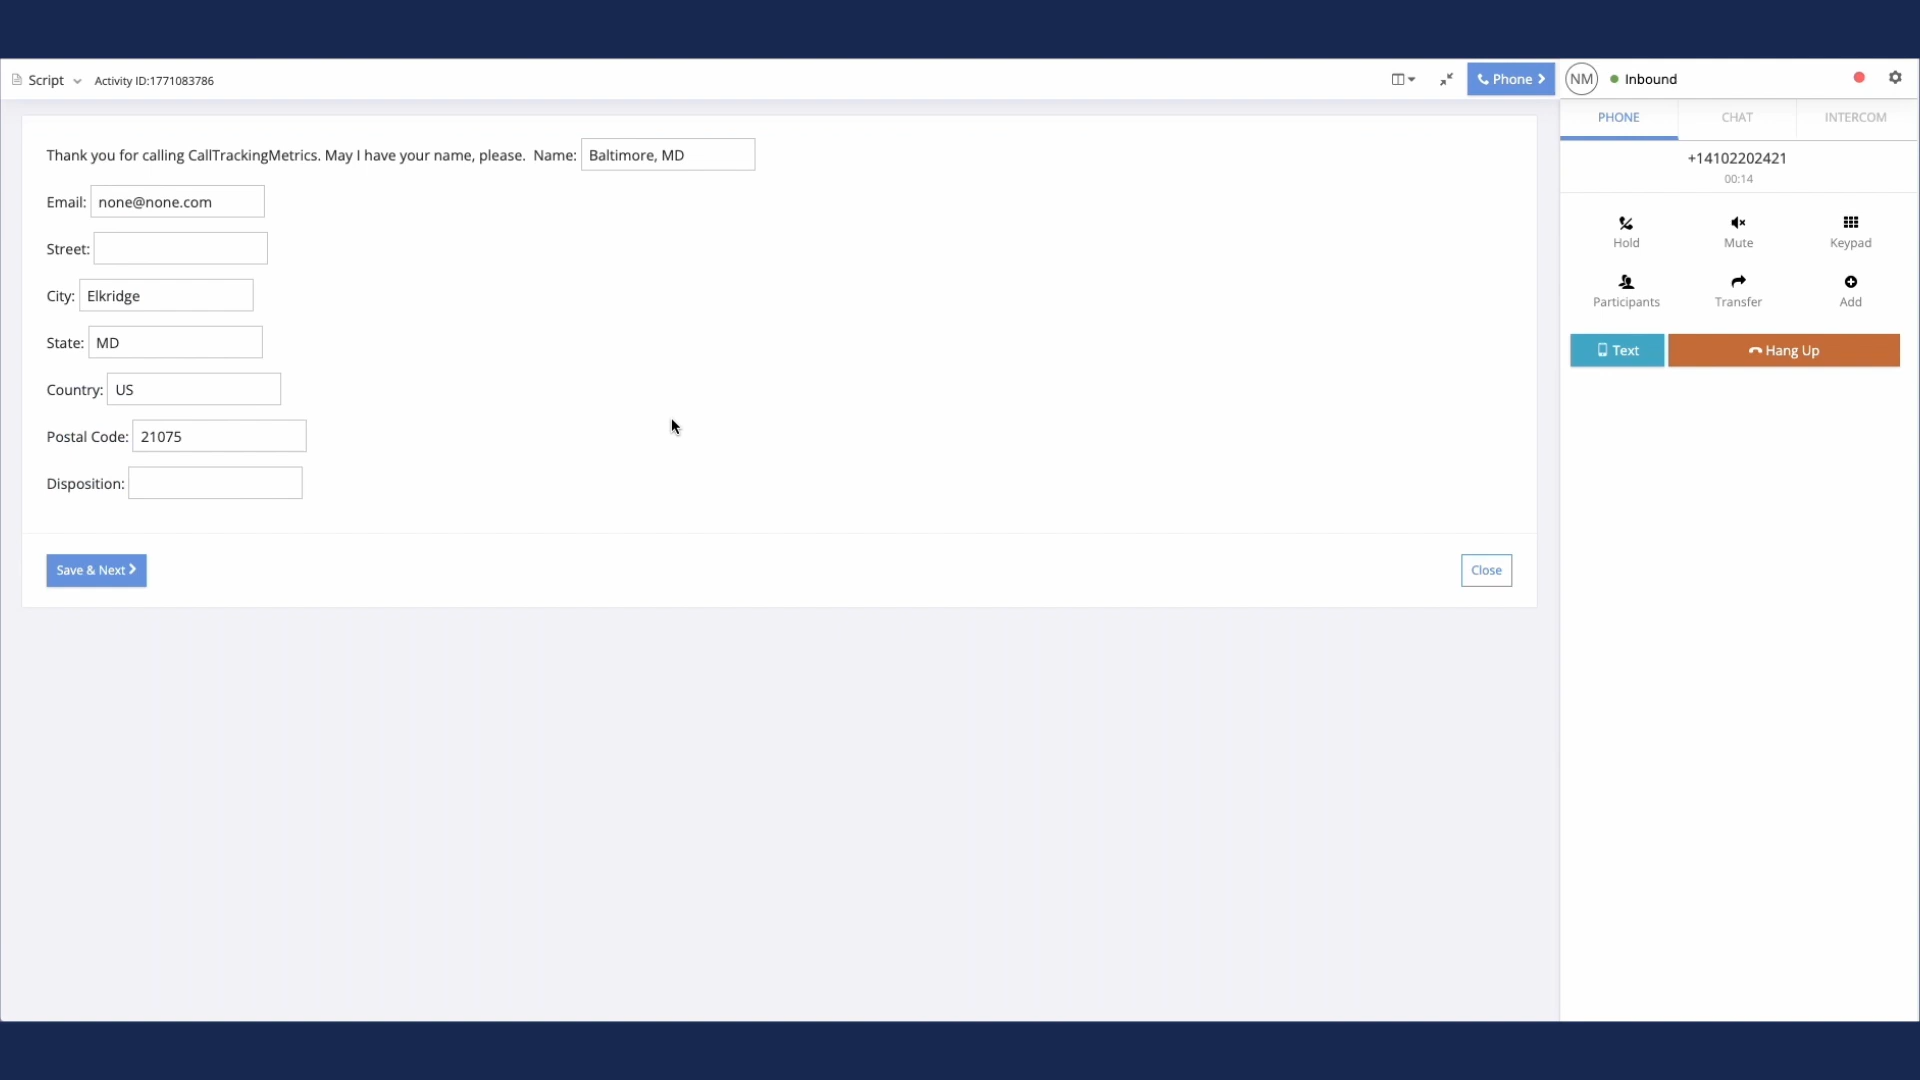 Script Activity ID:1771083786 Phone NM Inbound
PHONE CHAT INTERCOM
Thank you for calling CallTrackingMetrics. May I have your name, please. Name: Baltimore, MD
Email: none@none.com
Street:
City: Elkridge
State: MD
Country: US
Postal Code: 21075
Disposition:
Save & Next
Close
+14102202421
00:14
Hold Mute Keypad
Participants Transfer Add
Text Hang Up